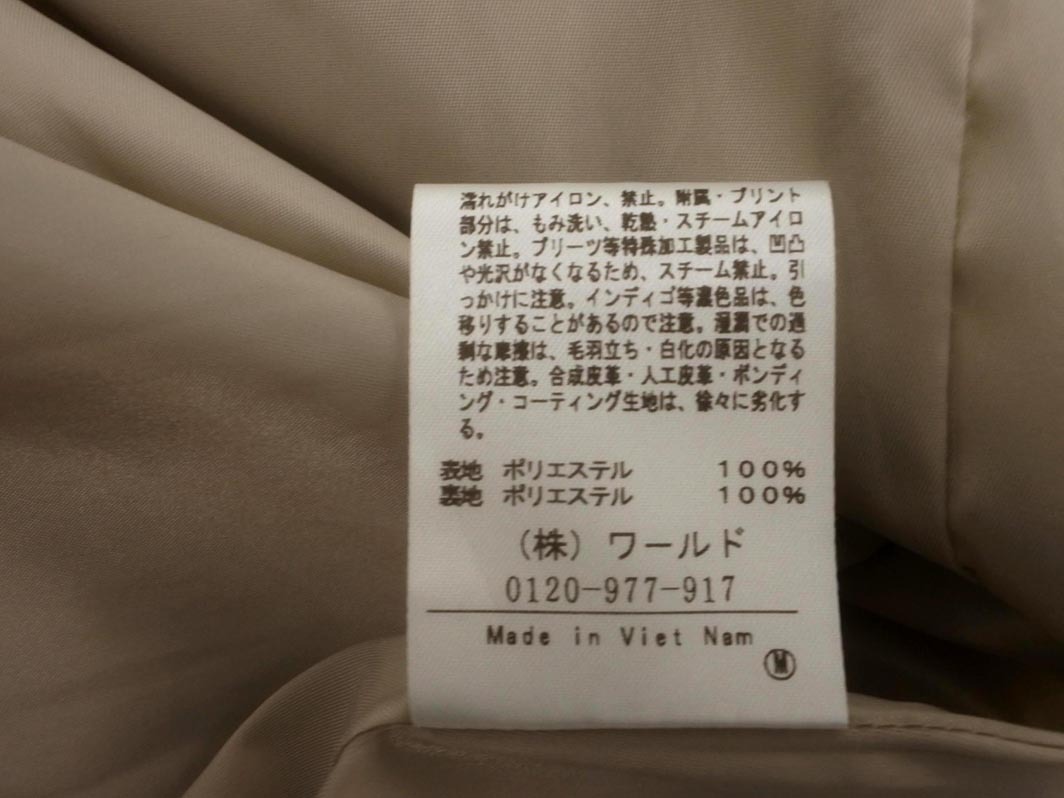 濡れがけアイロン、禁止。附属・プリント
部分は、もみ洗い、乾熱・スチームアイロ
ン禁止。プリーツ等特殊加工製品は、凹凸
や光沢がなくなるため、スチーム禁止。引
っかけに注意。インディゴ等濃色品は、色
移りすることがあるので注意。湿潤での過
剰な摩擦は、毛羽立ち・白化の原因となる
ため注意。合成皮革・人工皮革・ボンディ
ング・コーティング生地は、徐々に劣化す
る。
表地 ポリエステル 100%
裏地 ポリエステル 100%
(株)ワールド
0120-977-917
Made in Viet Nam
M